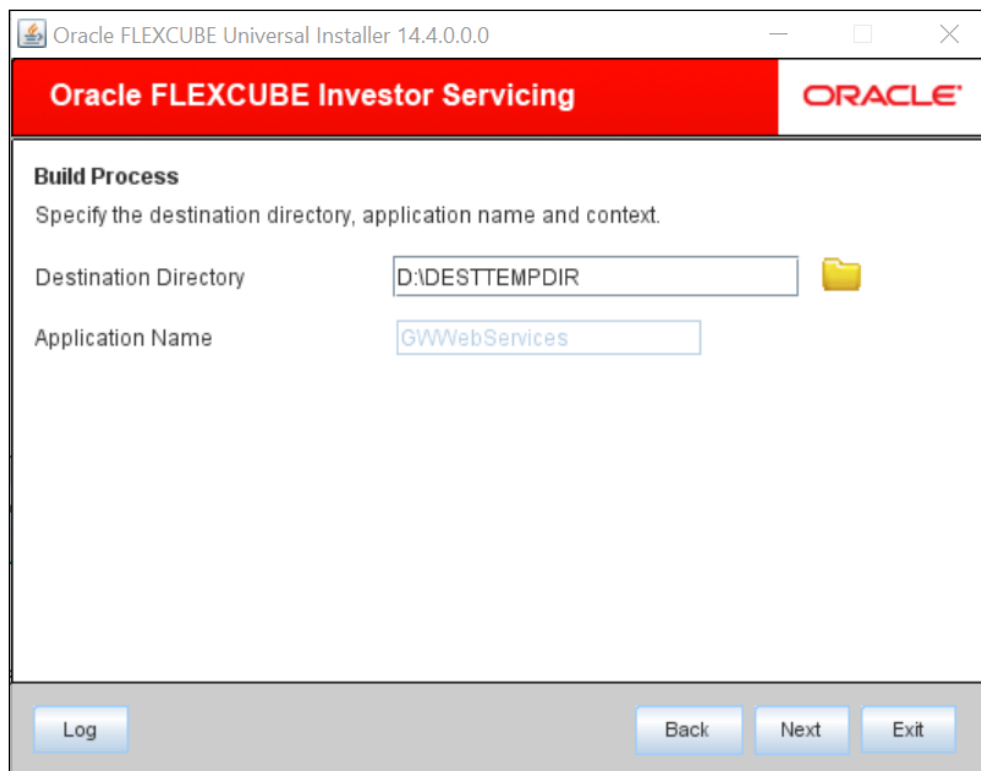 Oracle FLEXCUBE Universal Installer 14.4.0.0.0
Oracle FLEXCUBE Investor Servicing
ORACLE
Build Process
Specify the destination directory, application name and context.
Destination Directory D:\DESTTEMPDIR
Application Name GWWebServices
Log Back Next Exit